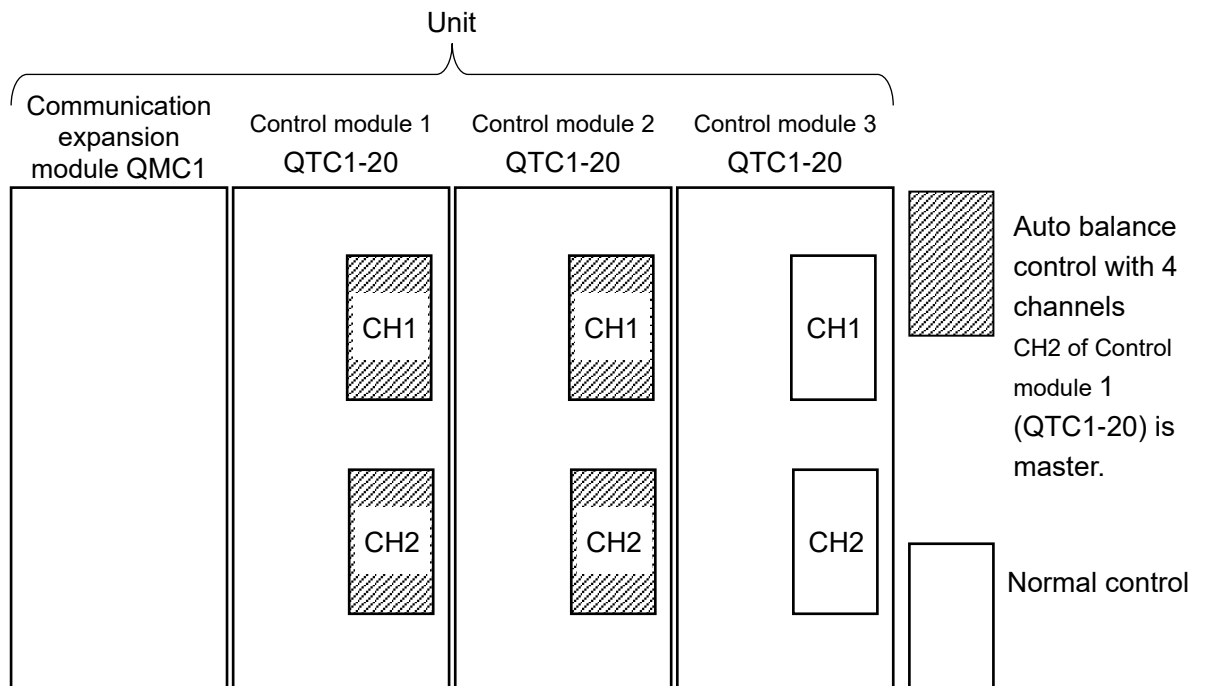 Unit
Communication
expansion
module QMC1
Control module 1
QTC1-20
Control module 2
QTC1-20
Control module 3
QTC1-20
CH1
CH1
CH1
CH2
CH2
CH2
Auto balance
control with 4
channels
CH2 of Control
module 1
(QTC1-20) is
master.
Normal control